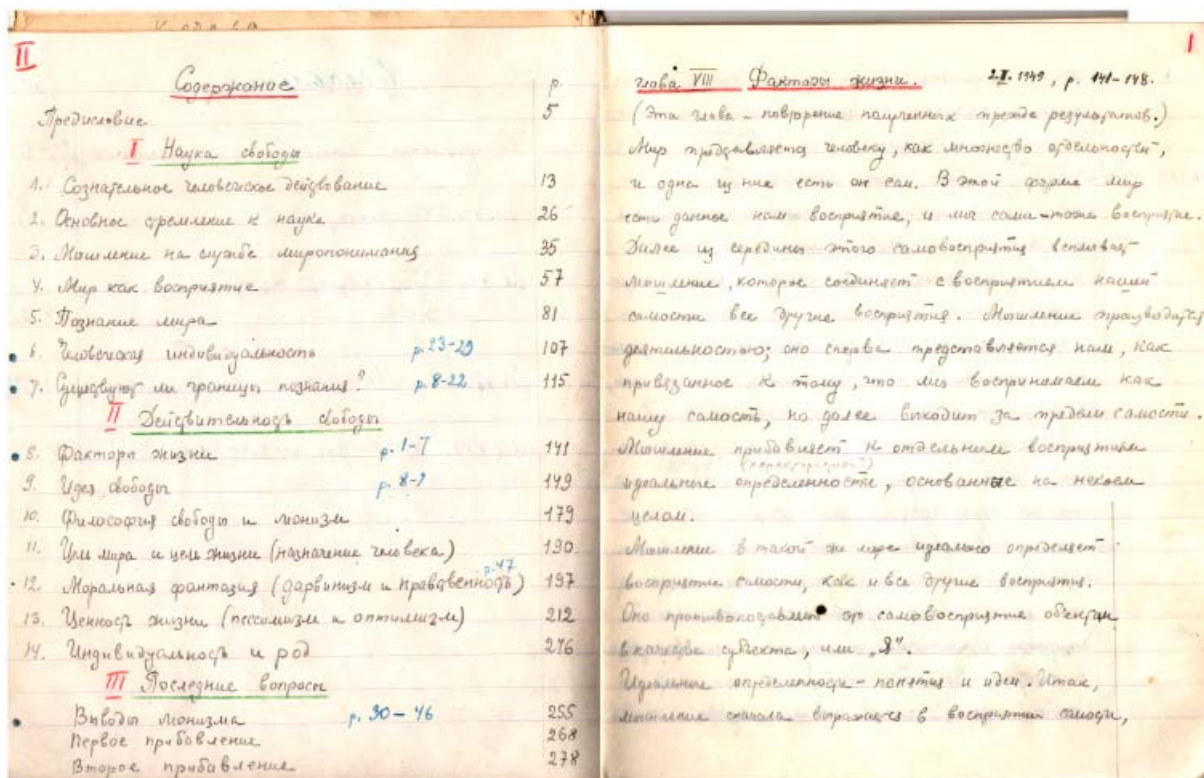 II
Содержание
р.
Предисловие 5
I Наука свободы
1. Сознательное человеческое действование 13
2. Основное стремление к науке 26
3. Мышление на службе миропонимания 35
4. Мир как восприятие 57
5. Познание мира 81
6. Человеческая индивидуальность р. 23-29 107
7. Существуют ли границы познания? р. 8-22 115
II Действительность свободы
8. Факторы жизни р. 1-7 141
9. Идея свободы р. 8-? 149
10. Философия свободы и монизм 179
11. Цель мира и цель жизни (назначение человека) 190
р. 47
12. Моральная фантазия (дарвинизм и нравственность) 197
13. Ценность жизни (пессимизм и оптимизм) 212
14. Индивидуальность и род 246
III Последние вопросы
Выводы монизма р. 30-46 255
Первое прибавление 268
Второе прибавление 278
1
глава VIII Факторы жизни. 1949, р. 141-148.
(Эта глава - повторение полученных прежде результатов.)
Мир представляется человеку, как множество отдельностей,
и одна из них есть он сам. В этой форме мир
есть данное нам восприятие, и мы сами - тоже восприятие.
Далее из середины этого самовосприятия всплывает
мышление, которое соединяет с восприятием нашей
самости все другие восприятия. Мышление производится
деятельностью; оно сперва представляется нам, как
привязанное к тому, что мы воспринимаем как
нашу самость, но далее выходит за пределы самости.
Мышление прибавляет к отдельным восприятиям
идеальные определенности, основанные на некоем
целом.
Мышление в такой же мере идеально определяет
восприятие самости, как и все другие восприятия.
Оно противопоставляет это самовосприятие объектам
в качестве субъекта, или „Я".
Идеальные определенности - понятия и идеи. Итак,
мышление сначала выражается в восприятии самости,